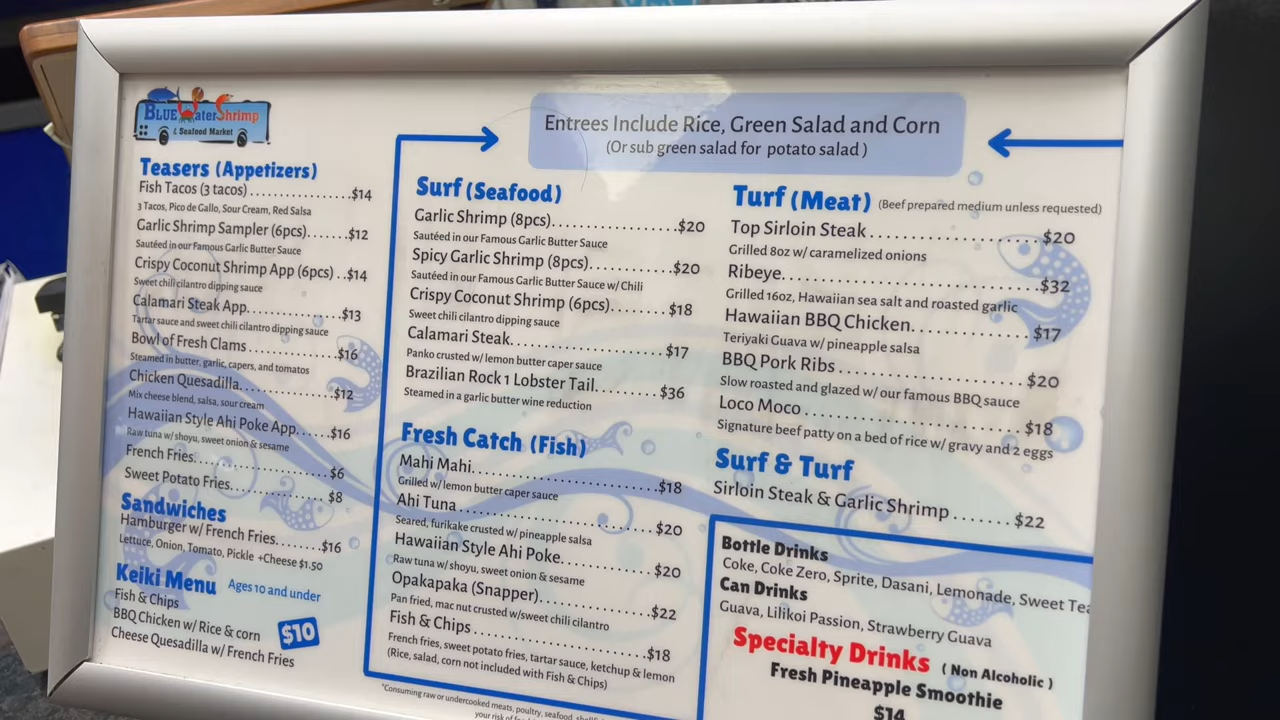 BLUE Water Shrimp
& Seafood Market
Teasers (Appetizers)
Fish Tacos (3 tacos)....................$14
3 Tacos, Pico de Gallo, Sour Cream, Red Salsa
Garlic Shrimp Sampler (6pcs).......$12
Sautéed in our Famous Garlic Butter Sauce
Crispy Coconut Shrimp App (6pcs) ..$14
Sweet chili cilantro dipping sauce
Calamari Steak App....................$13
Tartar sauce and sweet chili cilantro dipping sauce
Bowl of Fresh Clams....................$16
Steamed in butter, garlic, capers, and tomatoes
Chicken Quesadilla....................$12
Mix cheese blend, salsa, sour cream
Hawaiian Style Ahi Poke App......$16
Raw tuna w/ shoyu, sweet onion & sesame
French Fries.........................$6
Sweet Potato Fries.................$8
Sandwiches
Hamburger w/ French Fries........$16
Lettuce, Onion, Tomato, Pickle +Cheese $1.50
Keiki Menu Ages 10 and under
Fish & Chips
BBQ Chicken w/ Rice & corn
Cheese Quesadilla w/ French Fries
$10
Entrees Include Rice, Green Salad and Corn
(Or sub green salad for potato salad)
Surf (Seafood)
Garlic Shrimp (8pcs)......................$20
Sautéed in our Famous Garlic Butter Sauce
Spicy Garlic Shrimp (8pcs)..............$20
Sautéed in our Famous Garlic Butter Sauce w/ Chili
Crispy Coconut Shrimp (6pcs)........$18
Sweet chili cilantro dipping sauce
Calamari Steak..........................$17
Panko crusted w/ lemon butter caper sauce
Brazilian Rock 1 Lobster Tail..........$36
Steamed in a garlic butter wine reduction
Fresh Catch (Fish)
Mahi Mahi..............................$18
Grilled w/ lemon butter caper sauce
Ahi Tuna................................$20
Seared, furikake crusted w/ pineapple salsa
Hawaiian Style Ahi Poke...............$20
Raw tuna w/ shoyu, sweet onion & sesame
Opakapaka (Snapper)..................$22
Pan fried, mac nut crusted w/sweet chili cilantro
Fish & Chips...........................$18
French fries, sweet potato fries, tartar sauce, ketchup & lemon
(Rice, salad, corn not included with Fish & Chips)
*Consuming raw or undercooked meats, poultry, seafood,
your risk of
Turf (Meat) (Beef prepared medium unless requested)
Top Sirloin Steak.........................$20
Grilled 8oz w/ caramelized onions
Ribeye...................................$32
Grilled 16oz, Hawaiian sea salt and roasted garlic
Hawaiian BBQ Chicken..................$17
Teriyaki Guava w/ pineapple salsa
BBQ Pork Ribs............................$20
Slow roasted and glazed w/ our famous BBQ sauce
Loco Moco...............................$18
Signature beef patty on a bed of rice w/ gravy and 2 eggs
Surf & Turf
Sirloin Steak & Garlic Shrimp.......$22
Bottle Drinks
Coke, Coke Zero, Sprite, Dasani, Lemonade, Sweet Tea
Can Drinks
Guava, Lilikoi Passion, Strawberry Guava
Specialty Drinks (Non Alcoholic)
Fresh Pineapple Smoothie
$14